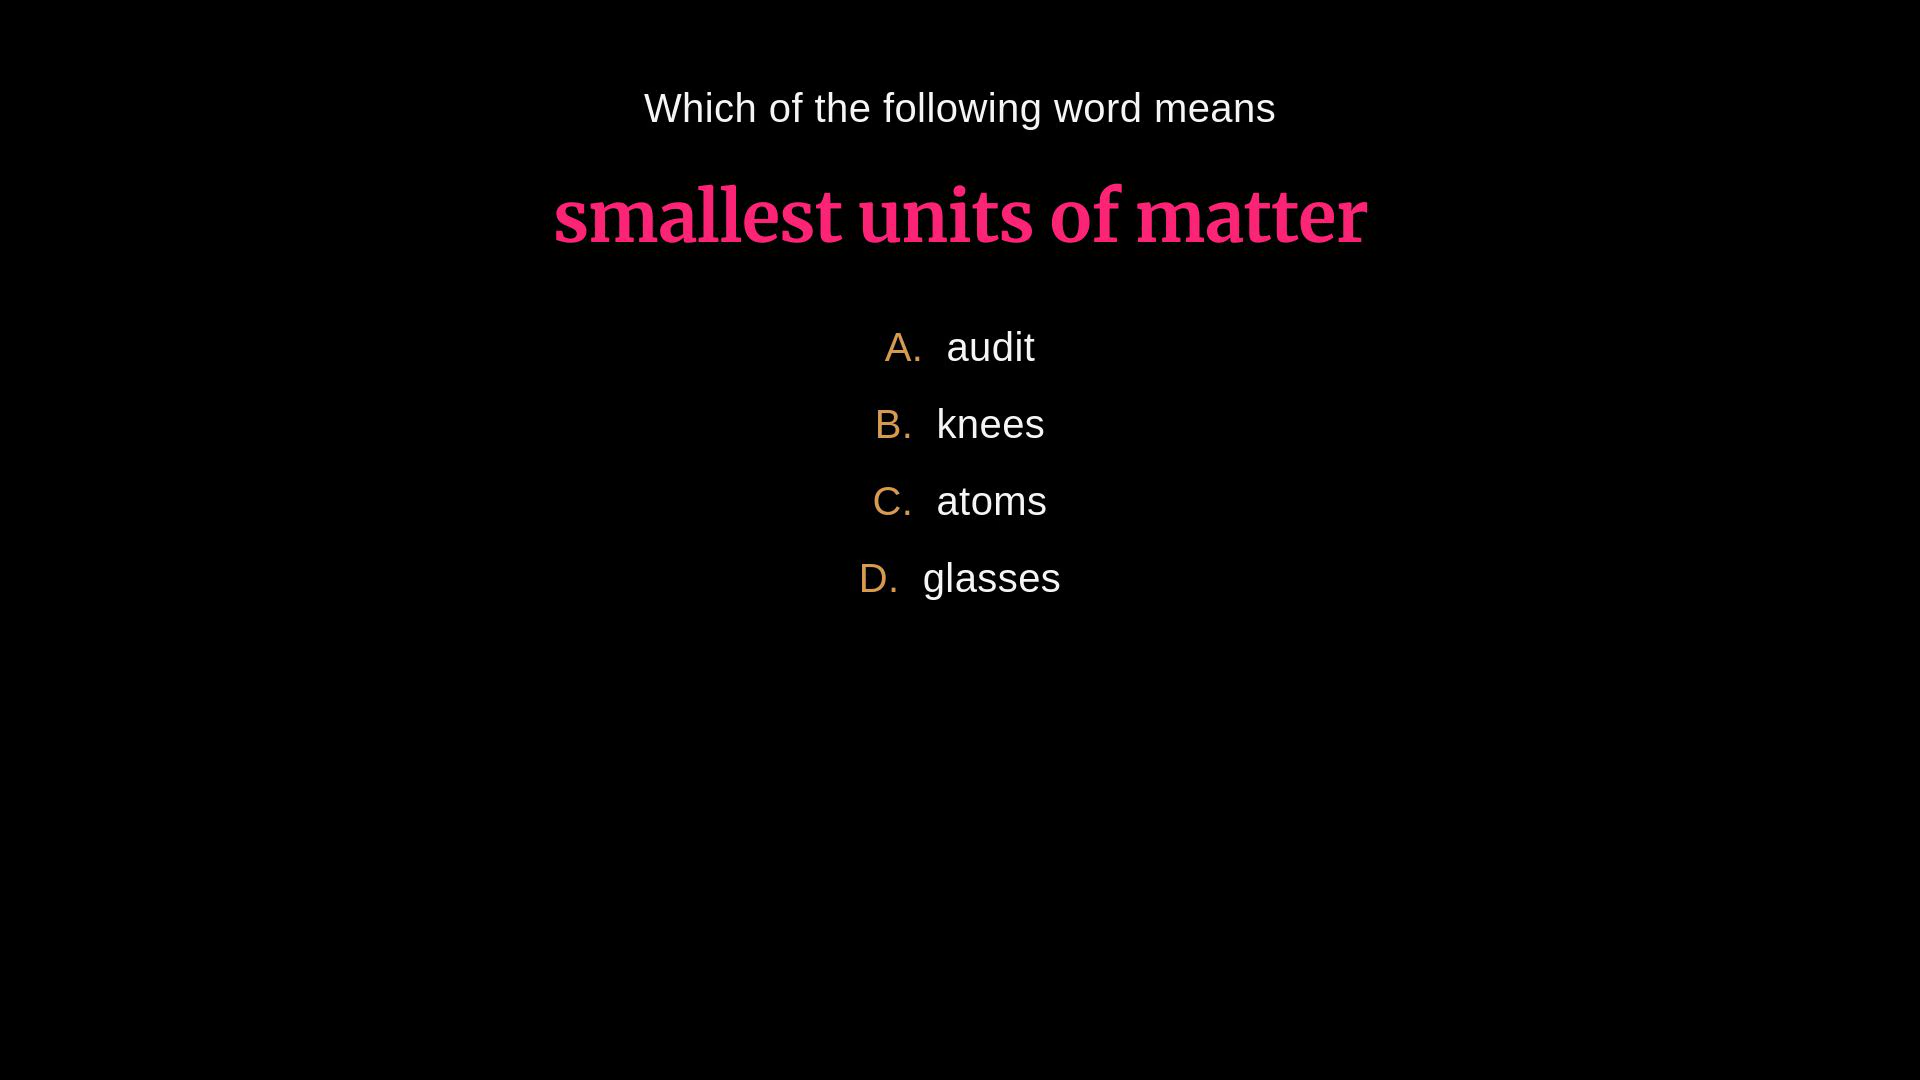 Which of the following word means
smallest units of matter
A. audit
B. knees
C. atoms
D. glasses